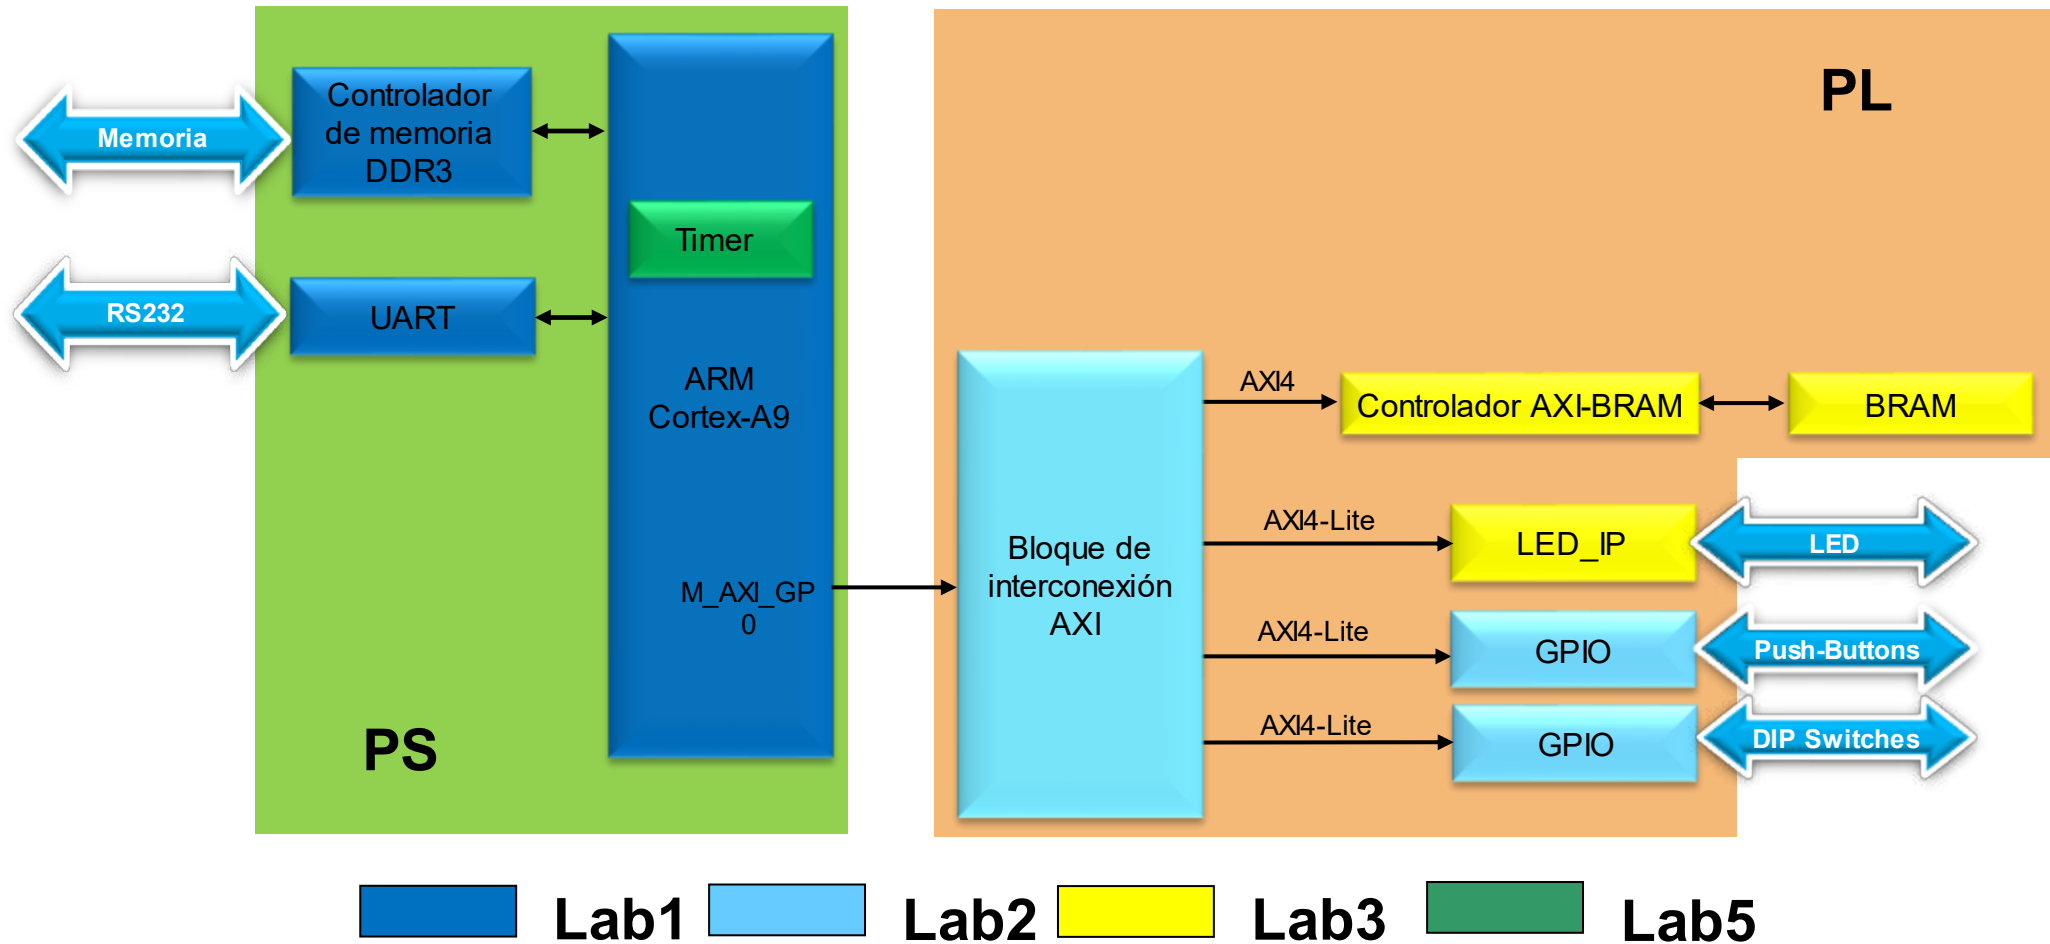 PL
Controlador
de memoria
DDR3
Memoria
Timer
RS232
UART
ARM
Cortex-A9
AXI4
Controlador AXI-BRAM
BRAM
AXI4-Lite
LED_IP
LED
Bloque de
interconexión
AXI
M_AXI_GP
0
AXI4-Lite
GPIO
Push-Buttons
AXI4-Lite
GPIO
DIP Switches
PS
Lab1
Lab2
Lab3
Lab5